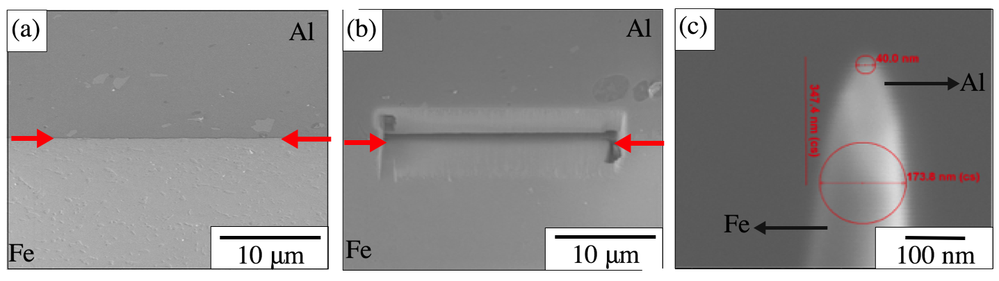 (a)
Al
Fe
10 μm
(b)
Al
Fe
10 μm
(c)
40.0 nm
Al
347.4 nm (cs)
173.8 nm (cs)
Fe
100 nm